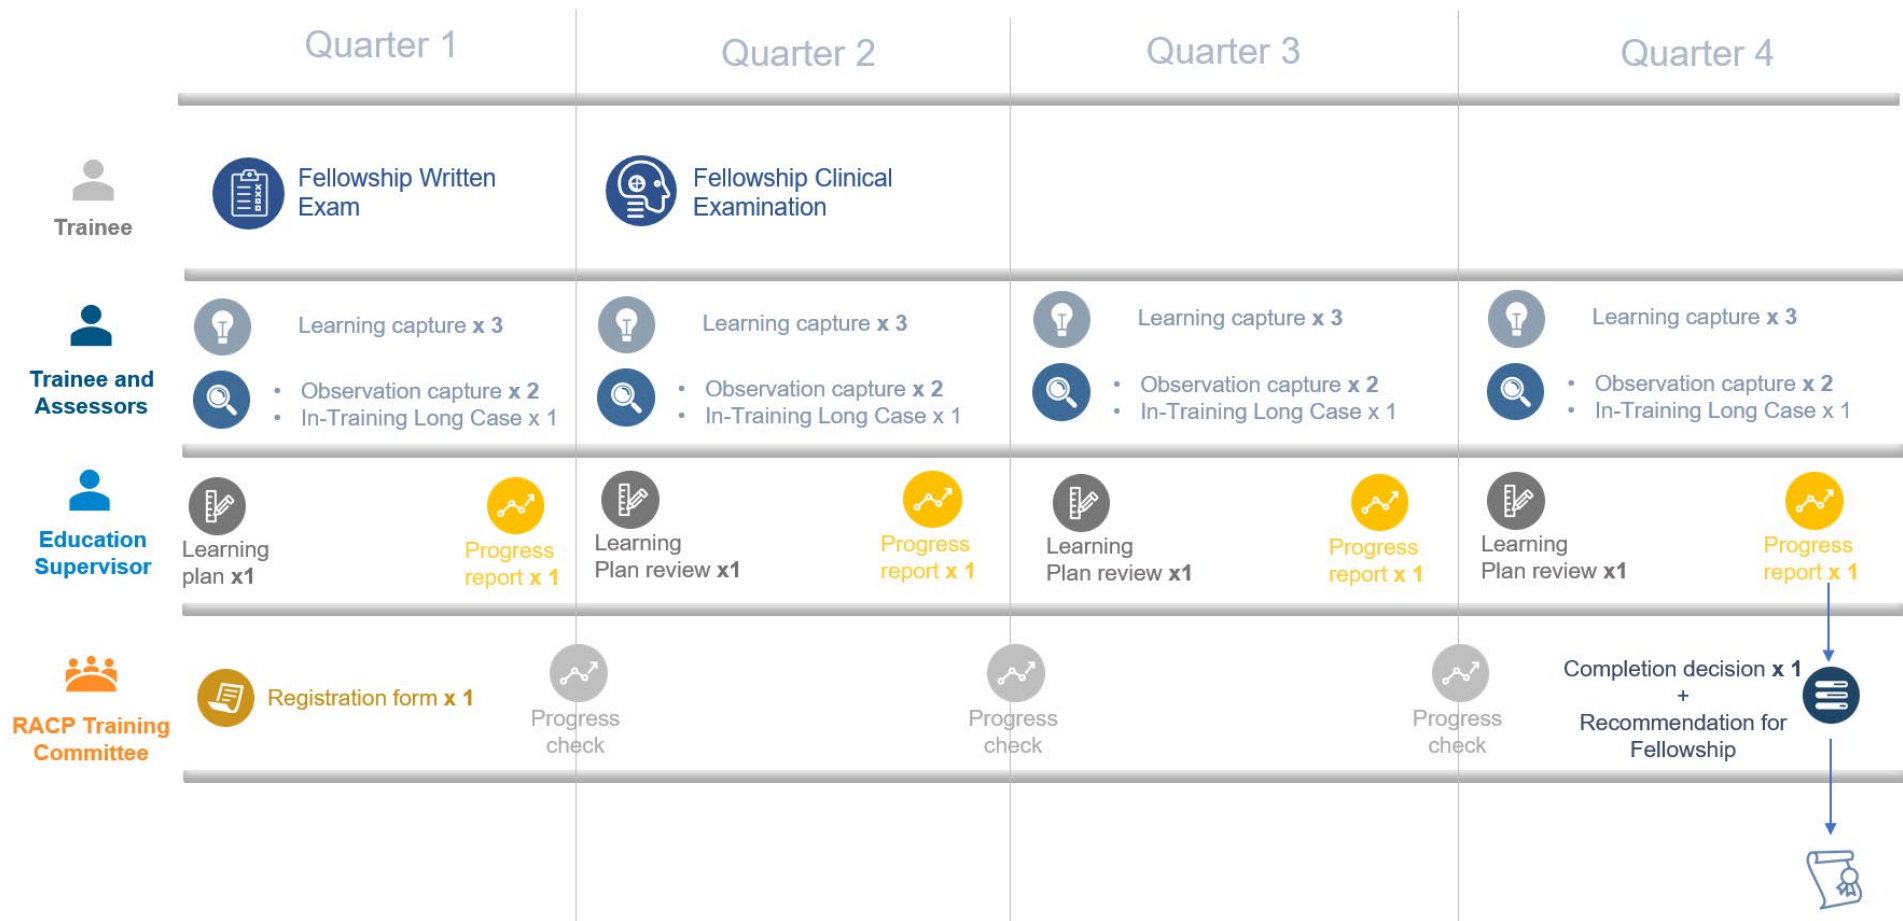 Quarter 1
Quarter 2
Quarter 3
Quarter 4
Trainee
Fellowship Written
Exam
Fellowship Clinical
Examination
Trainee and
Assessors
Learning capture x 3
• Observation capture x 2
• In-Training Long Case x 1
Learning capture x 3
• Observation capture x 2
• In-Training Long Case x 1
Learning capture x 3
• Observation capture x 2
• In-Training Long Case x 1
Learning capture x 3
• Observation capture x 2
• In-Training Long Case x 1
Education
Supervisor
Learning
plan x1
Progress
report x 1
Learning
Plan review x1
Progress
report x 1
Learning
Plan review x1
Progress
report x 1
Learning
Plan review x1
Progress
report x 1
RACP Training
Committee
Registration form x 1
Progress
check
Progress
check
Progress
check
Completion decision x 1
+
Recommendation for
Fellowship